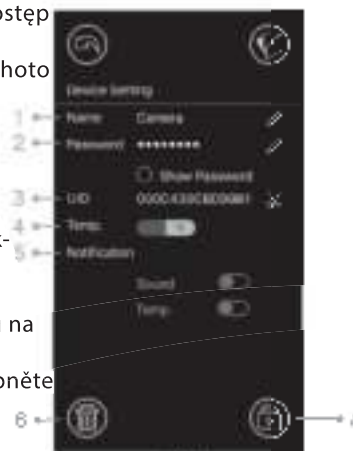 ostęp
hoto
Device Setting
1 Name Camera
2 Password ********
Show Password
3 UID
4 Temp.
k-
5 Notification
Sound
na
Temp.
pněte
6